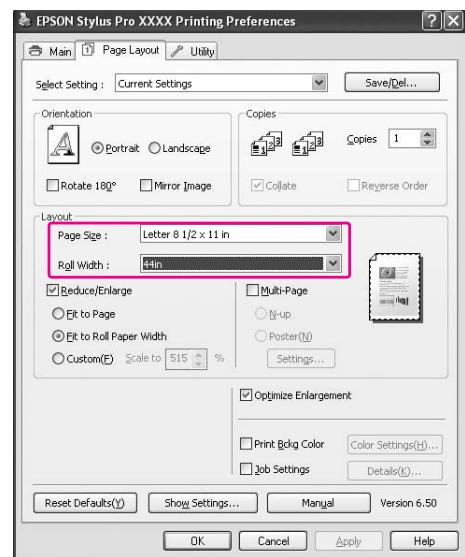 EPSON Stylus Pro XXXX Printing Preferences
Main Page Layout Utility
Select Setting : Current Settings Save/Del...
Orientation Copies
Portrait Landscape Copies 1
Rotate 180° Mirror Image Collate Reverse Order
Layout
Page Size : Letter 8 1/2 x 11 in
Roll Width : 44in
Reduce/Enlarge Multi-Page
Fit to Page N-up
Fit to Roll Paper Width Poster(N)
Custom(F) Scale to 515 % Settings...
Optimize Enlargement
Print Bckg Color Color Settings(H)...
Job Settings Details(K)...
Reset Defaults(Y) Show Settings... Manual Version 6.50
OK Cancel Apply Help